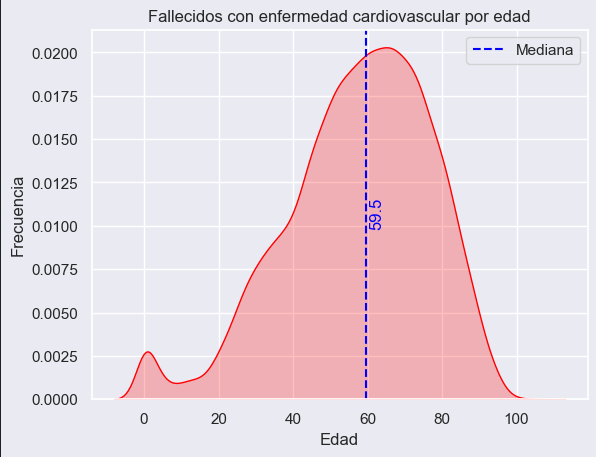 Fallecidos con enfermedad cardiovascular por edad
Mediana
0.0200
0.0175
0.0150
0.0125
0.0100
0.0075
0.0050
0.0025
0.0000
Frecuencia
59.5
0 20 40 60 80 100
Edad